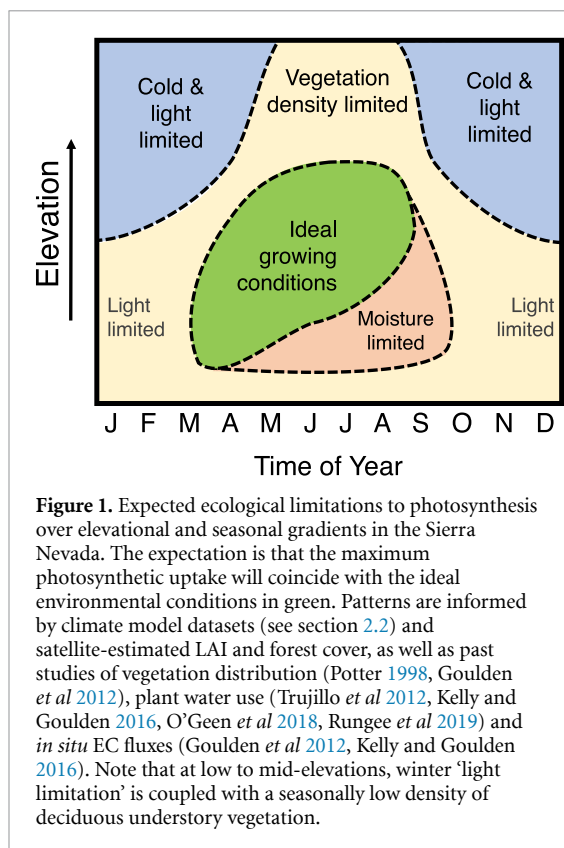 Cold &
light
limited
Vegetation
density limited
Cold &
light
limited
Elevation
Ideal
growing
conditions
Light
limited
Moisture
limited
Light
limited
J F M A M J J A S O N D
Time of Year
Figure 1. Expected ecological limitations to photosynthesis
over elevational and seasonal gradients in the Sierra
Nevada. The expectation is that the maximum
photosynthetic uptake will coincide with the ideal
environmental conditions in green. Patterns are informed
by climate model datasets (see section 2.2) and
satellite-estimated LAI and forest cover, as well as past
studies of vegetation distribution (Potter 1998, Goulden
et al 2012), plant water use (Trujillo et al 2012, Kelly and
Goulden 2016, O’Geen et al 2018, Rungee et al 2019) and
in situ EC fluxes (Goulden et al 2012, Kelly and Goulden
2016). Note that at low to mid-elevations, winter ‘light
limitation’ is coupled with a seasonally low density of
deciduous understory vegetation.